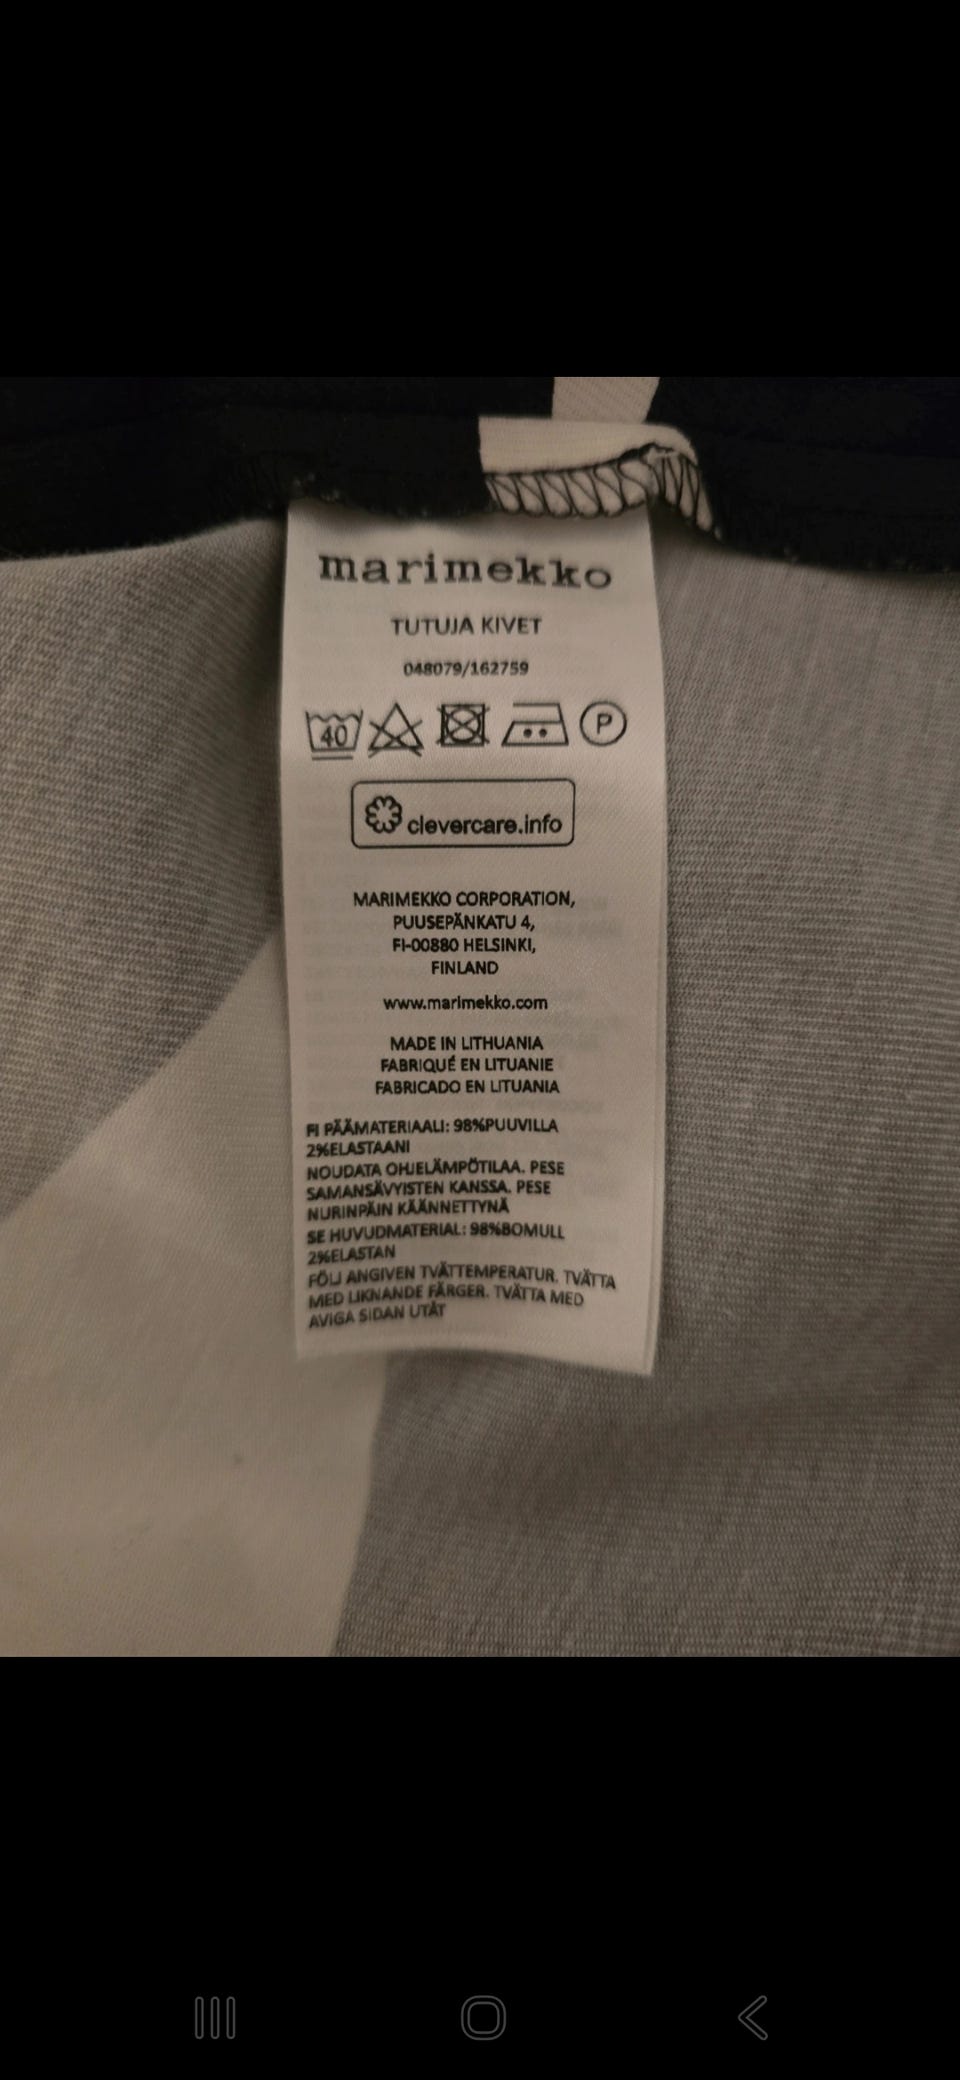 marimekko
TUTUJA KIVET
048079/162759
40 P
clevercare.info
MARIMEKKO CORPORATION,
PUUSEPÄNKATU 4,
FI-00880 HELSINKI,
FINLAND
www.marimekko.com
MADE IN LITHUANIA
FABRIQUÉ EN LITUANIE
FABRICADO EN LITUANIA
FI PÄÄMATERIAALI: 98%PUUVILLA
2%ELASTAANI
NOUDATA OHJELÄMPÖTILAA. PESE
SAMANSÄVYISTEN KANSSA. PESE
NURINPÄIN KÄÄNNETTYNÄ
SE HUVUDMATERIAL: 98%BOMULL
2%ELASTAN
FÖLJ ANGIVEN TVÄTTEMPERATUR. TVÄTTA
MED LIKNANDE FÄRGER. TVÄTTA MED
AVIGA SIDAN UTÅT